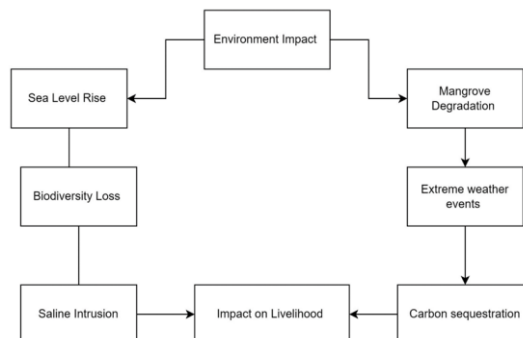 Environment Impact
Sea Level Rise
Mangrove
Degradation
Biodiversity Loss
Extreme weather
events
Saline Intrusion
Impact on Livelihood
Carbon sequestration